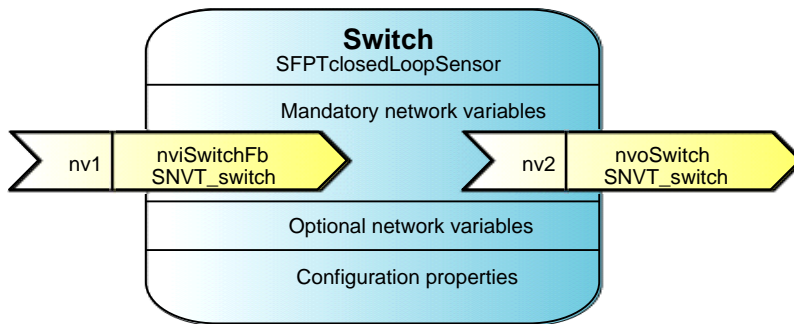 Switch
SFPTclosedLoopSensor
Mandatory network variables
nv1
nviSwitchFb
SNVT_switch
nv2
nvoSwitch
SNVT_switch
Optional network variables
Configuration properties